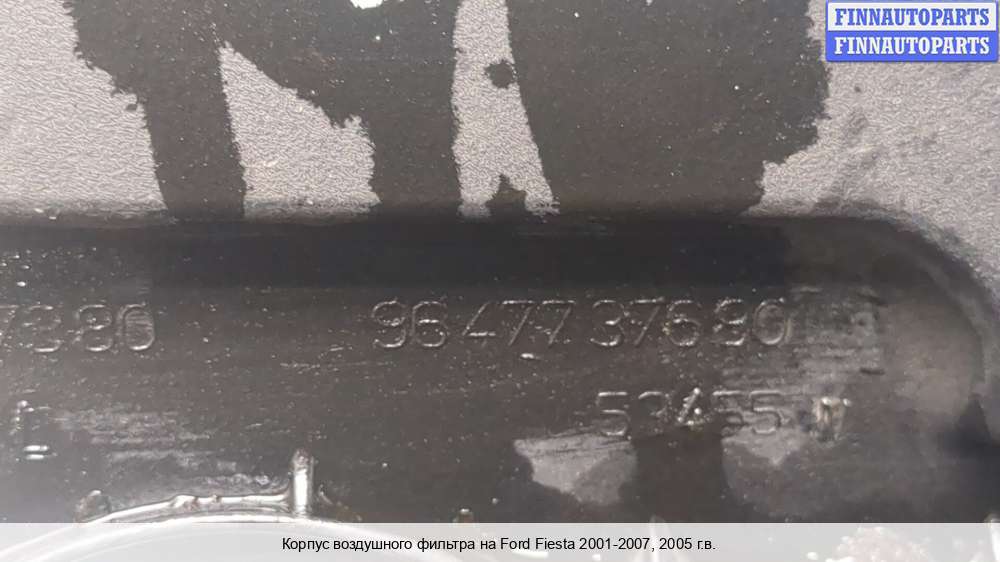 FINNAUTOPARTS
FINNAUTOPARTS
7380 96 477 37680
53455
Корпус воздушного фильтра на Ford Fiesta 2001-2007, 2005 г.в.